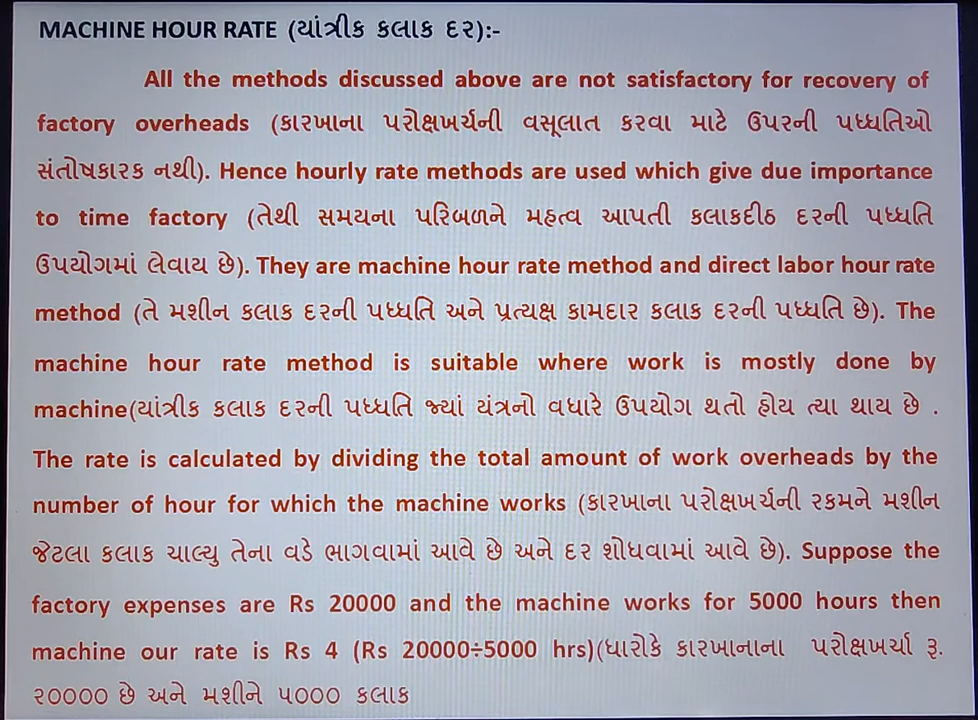 MACHINE HOUR RATE (યાંત્રીક કલાક દર):-
All the methods discussed above are not satisfactory for recovery of
factory overheads (કારખાના પરોક્ષખર્ચની વસૂલાત કરવા માટે ઉપરની પધ્ધતિઓ
સંતોષકારક નથી). Hence hourly rate methods are used which give due importance
to time factory (તેથી સમયના પરિબળને મહત્વ આપતી કલાકદીઠ દરની પધ્ધતિ
ઉપયોગમાં લેવાય છે). They are machine hour rate method and direct labor hour rate
method (તે મશીન કલાક દરની પધ્ધતિ અને પ્રત્યક્ષ કામદાર કલાક દરની પધ્ધતિ છે). The
machine hour rate method is suitable where work is mostly done by
machine(યાંત્રીક કલાક દરની પધ્ધતિ જ્યાં યંત્રનો વધારે ઉપયોગ થતો હોય ત્યા થાય છે .
The rate is calculated by dividing the total amount of work overheads by the
number of hour for which the machine works (કારખાના પરોક્ષખર્ચની રકમને મશીન
જેટલા કલાક ચાલ્યુ તેના વડે ભાગવામાં આવે છે અને દર શોધવામાં આવે છે). Suppose the
factory expenses are Rs 20000 and the machine works for 5000 hours then
machine our rate is Rs 4 (Rs 20000÷5000 hrs)(ધારોકે કારખાનાના પરોક્ષખર્ચા રૂ.
૨૦૦૦૦ છે અને મશીને ૫૦૦૦ કલાક